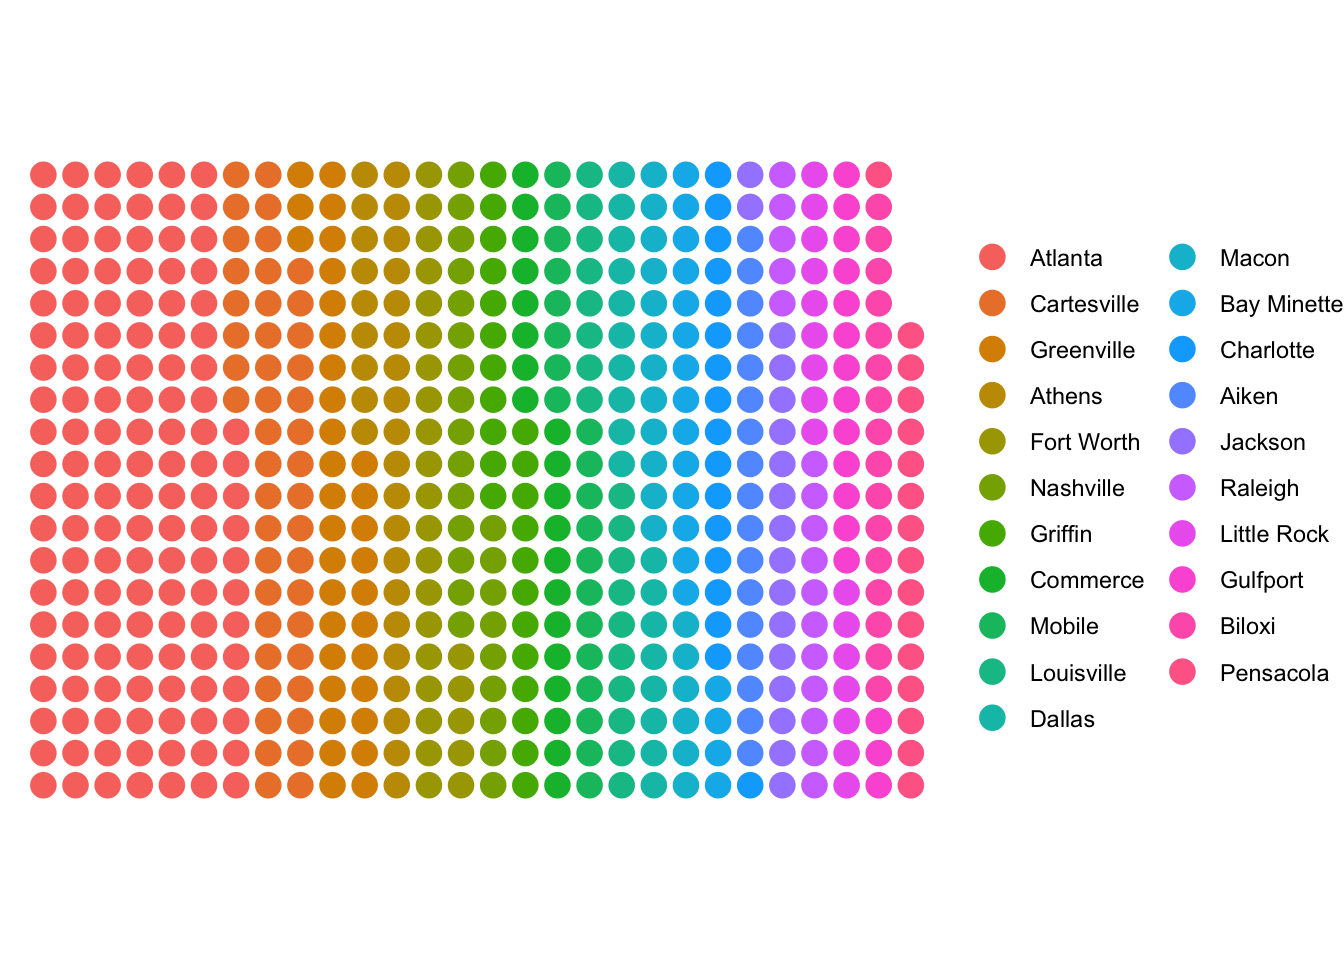 Atlanta
Cartesville
Greenville
Athens
Fort Worth
Nashville
Griffin
Commerce
Mobile
Louisville
Dallas
Macon
Bay Minette
Charlotte
Aiken
Jackson
Raleigh
Little Rock
Gulfport
Biloxi
Pensacola